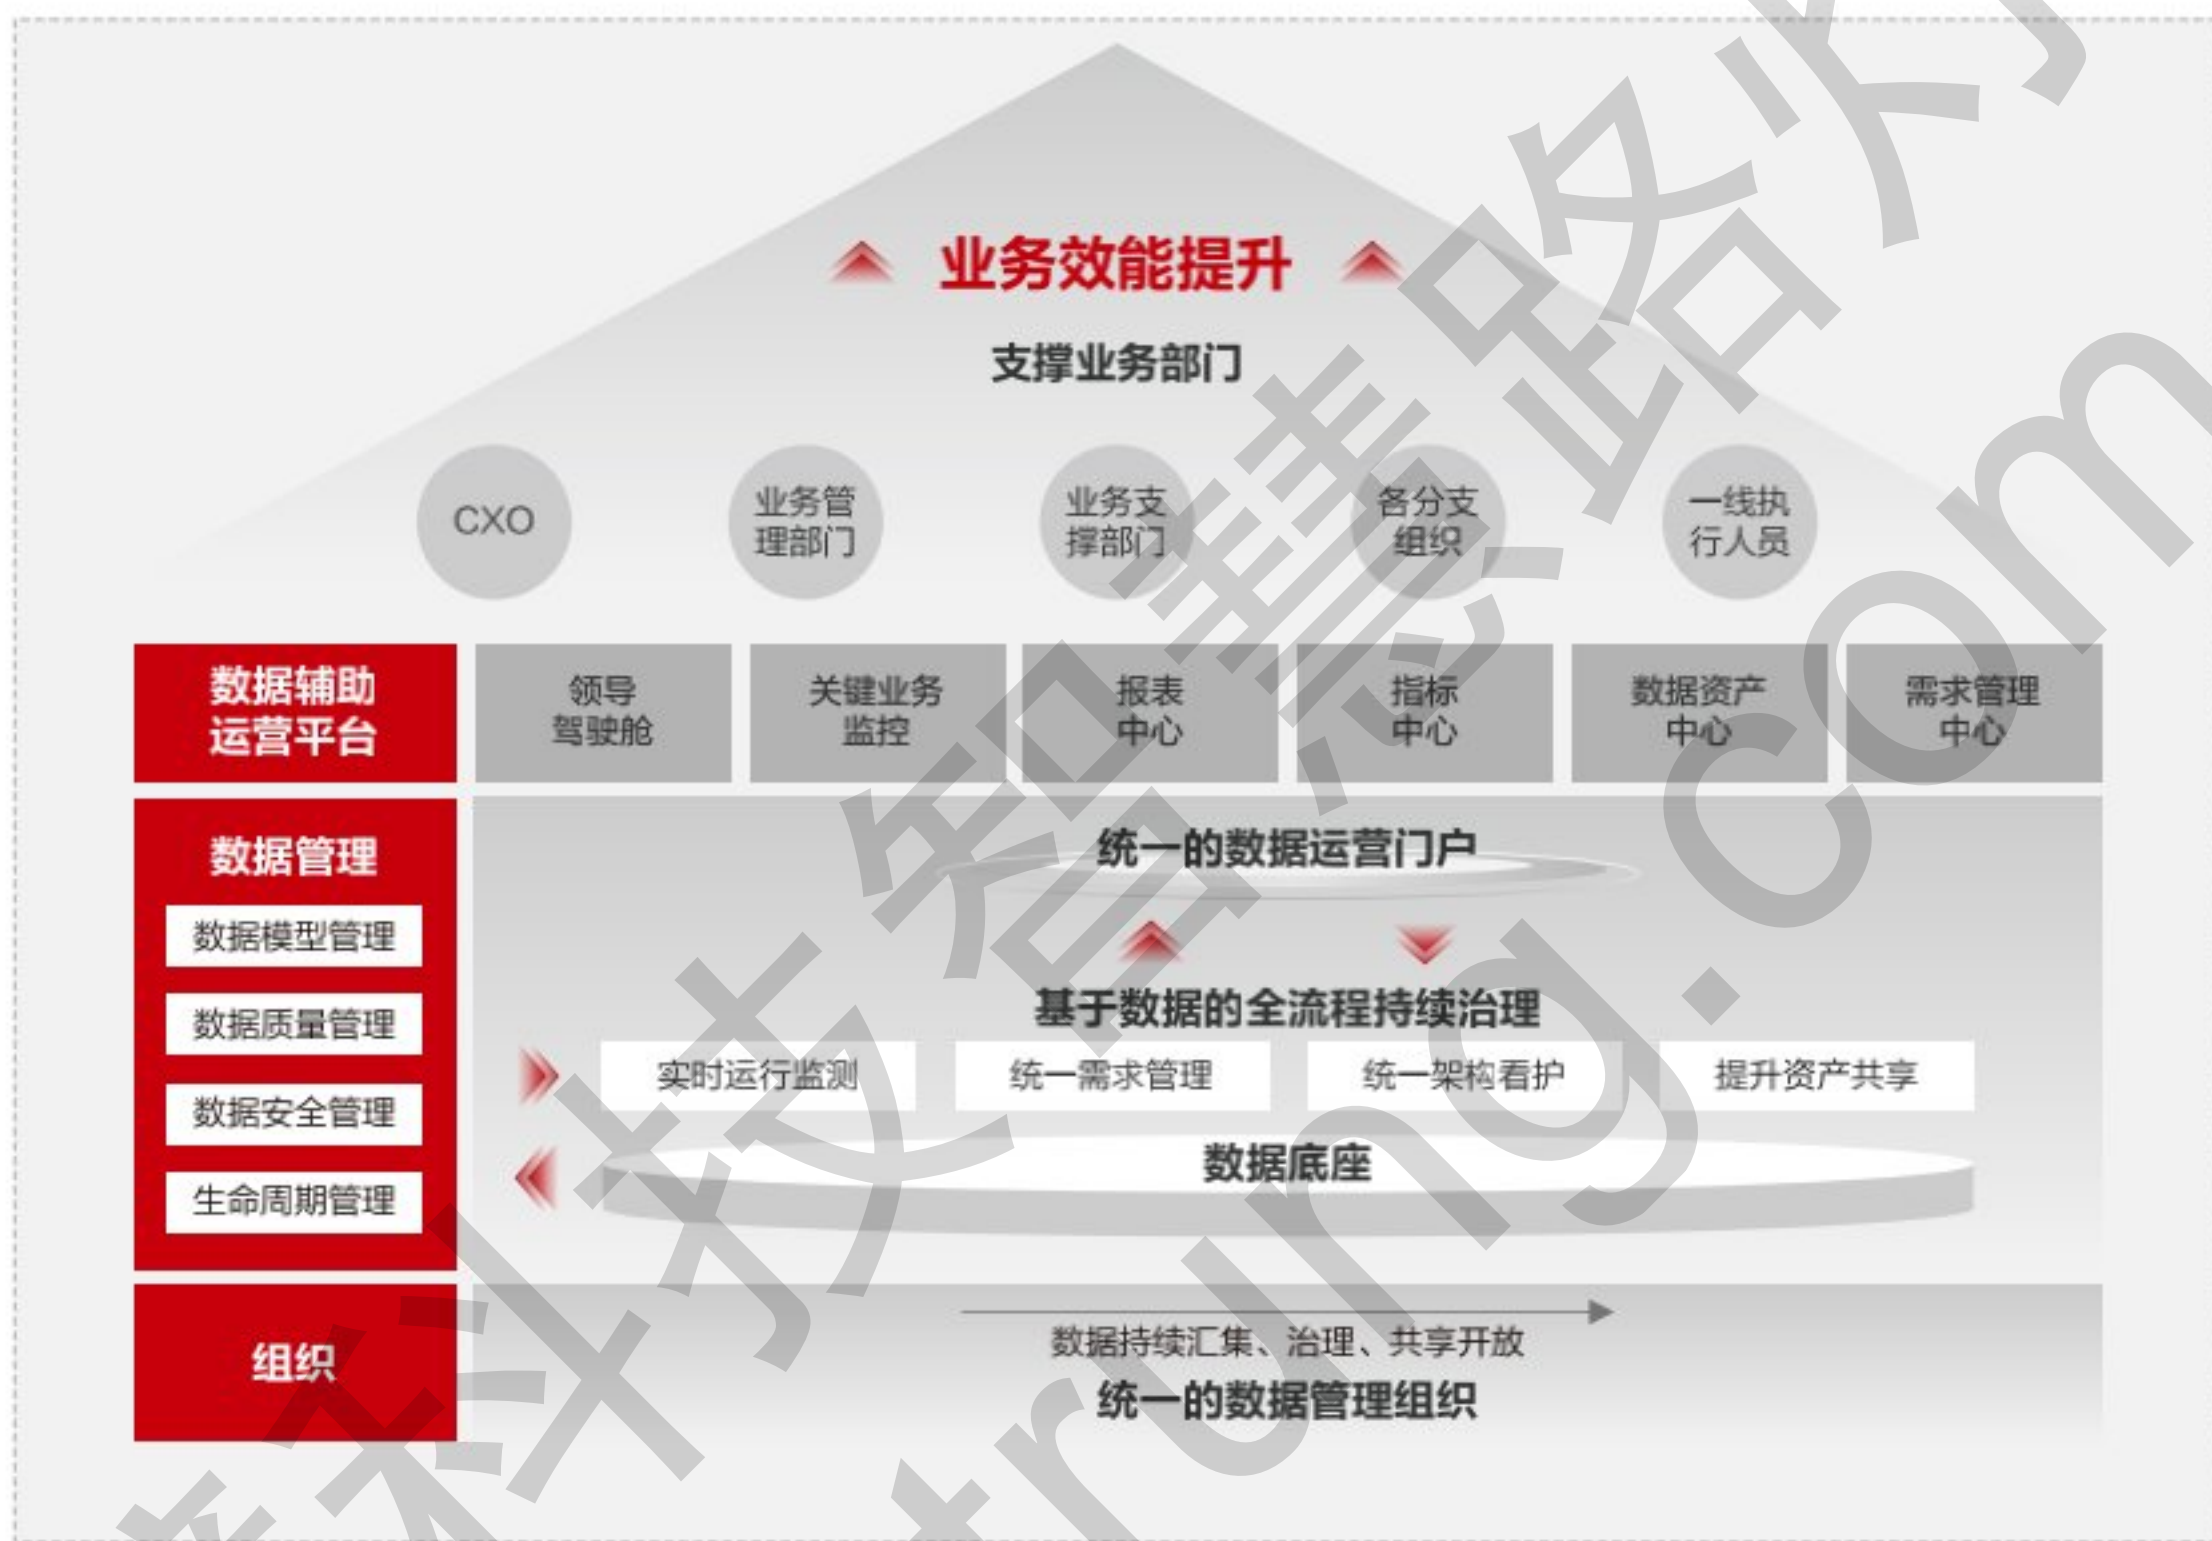 业务效能提升
支撑业务部门
CXO
业务管
理部门
业务支
撑部门
各分支
组织
一线执
行人员
数据辅助
运营平台
领导
驾驶舱
关键业务
监控
报表
中心
指标
中心
数据资产
中心
需求管理
中心
数据管理
数据模型管理
数据质量管理
数据安全管理
生命周期管理
统一的数据运营门户
基于数据的全流程持续治理
实时运行监测
统一需求管理
统一架构看护
提升资产共享
数据底座
组织
数据持续汇集、治理、共享开放
统一的数据管理组织
科技智慧路灯
trung.com